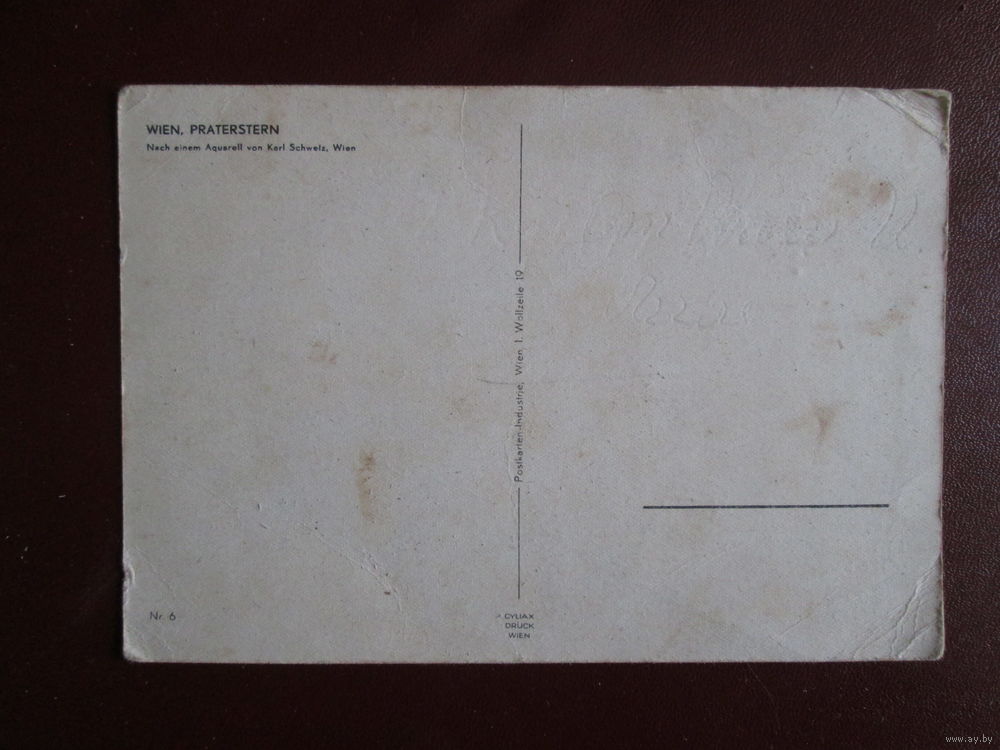 WIEN, PRATERSTERN
Nach einem Aquarell von Karl Schwetz, Wien
Postkarten-Industrie, Wien I. Wollzeile 19
Nr. 6
CYLIAX
DRUCK
WIEN
www.ay.by